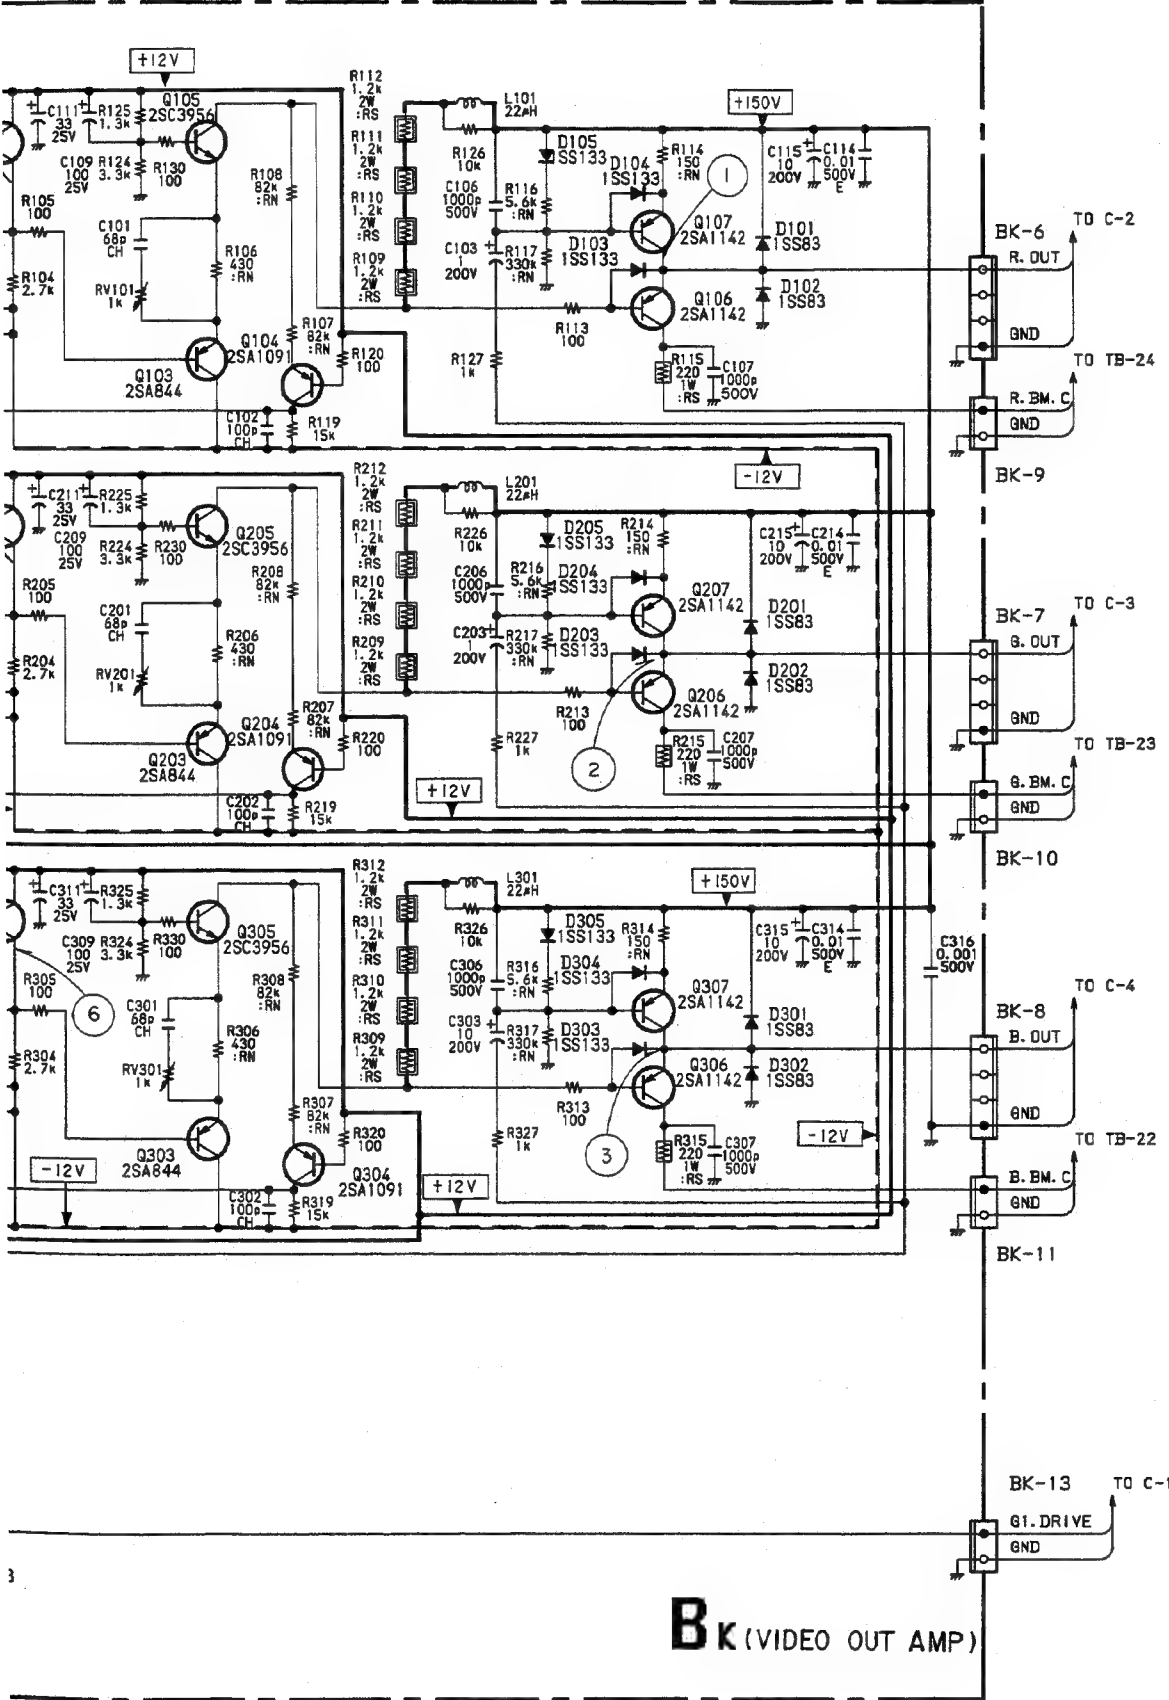 +12V
C111
33
25V
R125
1.3k
Q105
2SC3956
C109
100
25V
R124
3.3k
R130
100
R105
100
C101
68p
CH
R106
430
:RN
R108
82k
:RN
R104
2.7k
RV101
1k
R107
82k
:RN
Q104
2SA1091
Q103
2SA844
R120
100
C102
100p
CH
R119
15k
R112
1.2k
2W
:RS
R111
1.2k
2W
:RS
R110
1.2k
2W
:RS
R109
1.2k
2W
:RS
L101
22μH
R126
10k
C106
1000p
500V
R116
5.6k
:RN
C103
1
200V
R117
330k
:RN
D105
1SS133
D104
1SS133
D103
1SS133
R114
150
:RN
+150V
1
Q107
2SA1142
C115
10
200V
C114
0.01
500V
E
D101
1SS83
D102
1SS83
Q106
2SA1142
R113
100
R127
1k
R115
220
1W
:RS
C107
1000p
500V
-12V
BK-6
TO C-2
R. OUT
GND
TO TB-24
R. BM. C
GND
BK-9
C211
33
25V
R225
1.3k
C209
100
25V
R224
3.3k
R230
100
Q205
2SC3956
R205
100
C201
68p
CH
R206
430
:RN
R208
82k
:RN
R204
2.7k
RV201
1k
R207
82k
:RN
Q204
2SA1091
Q203
2SA844
R220
100
C202
100p
CH
R219
15k
R212
1.2k
2W
:RS
R211
1.2k
2W
:RS
R210
1.2k
2W
:RS
R209
1.2k
2W
:RS
L201
22μH
R226
10k
C206
1000p
500V
R216
5.6k
:RN
C203
1
200V
R217
330k
:RN
D205
1SS133
D204
1SS133
D203
1SS133
R214
150
:RN
Q207
2SA1142
C215
10
200V
C214
0.01
500V
E
D201
1SS83
D202
1SS83
Q206
2SA1142
R213
100
2
R227
1k
R215
220
1W
:RS
C207
1000p
500V
+12V
BK-7
TO C-3
G. OUT
GND
TO TB-23
G. BM. C
GND
BK-10
C311
33
25V
R325
1.3k
C309
100
25V
R324
3.3k
R330
100
Q305
2SC3956
R305
100
6
C301
68p
CH
R306
430
:RN
R308
82k
:RN
R304
2.7k
RV301
1k
R307
82k
:RN
Q303
2SA844
-12V
R320
100
Q304
2SA1091
C302
100p
CH
R319
15k
R312
1.2k
2W
:RS
R311
1.2k
2W
:RS
R310
1.2k
2W
:RS
R309
1.2k
2W
:RS
L301
22μH
R326
10k
C306
1000p
500V
R316
5.6k
:RN
C303
10
200V
R317
330k
:RN
D305
1SS133
D304
1SS133
D303
1SS133
R314
150
:RN
+150V
Q307
2SA1142
C315
10
200V
C314
0.01
500V
E
C316
0.001
500V
D301
1SS83
D302
1SS83
Q306
2SA1142
R313
100
3
R327
1k
R315
220
1W
:RS
C307
1000p
500V
-12V
+12V
BK-8
TO C-4
B. OUT
GND
TO TB-22
B. BM. C
GND
BK-11
BK-13
TO C-1
G1. DRIVE
GND
BK(VIDEO OUT AMP)